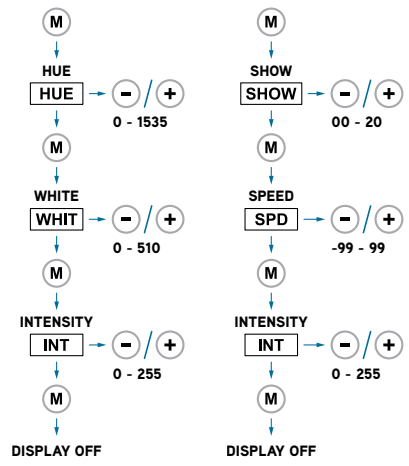 M
HUE
HUE - / +
0 - 1535
M
WHITE
WHIT - / +
0 - 510
M
INTENSITY
INT - / +
0 - 255
M
DISPLAY OFF
M
SHOW
SHOW - / +
00 - 20
M
SPEED
SPD - / +
-99 - 99
M
INTENSITY
INT - / +
0 - 255
M
DISPLAY OFF